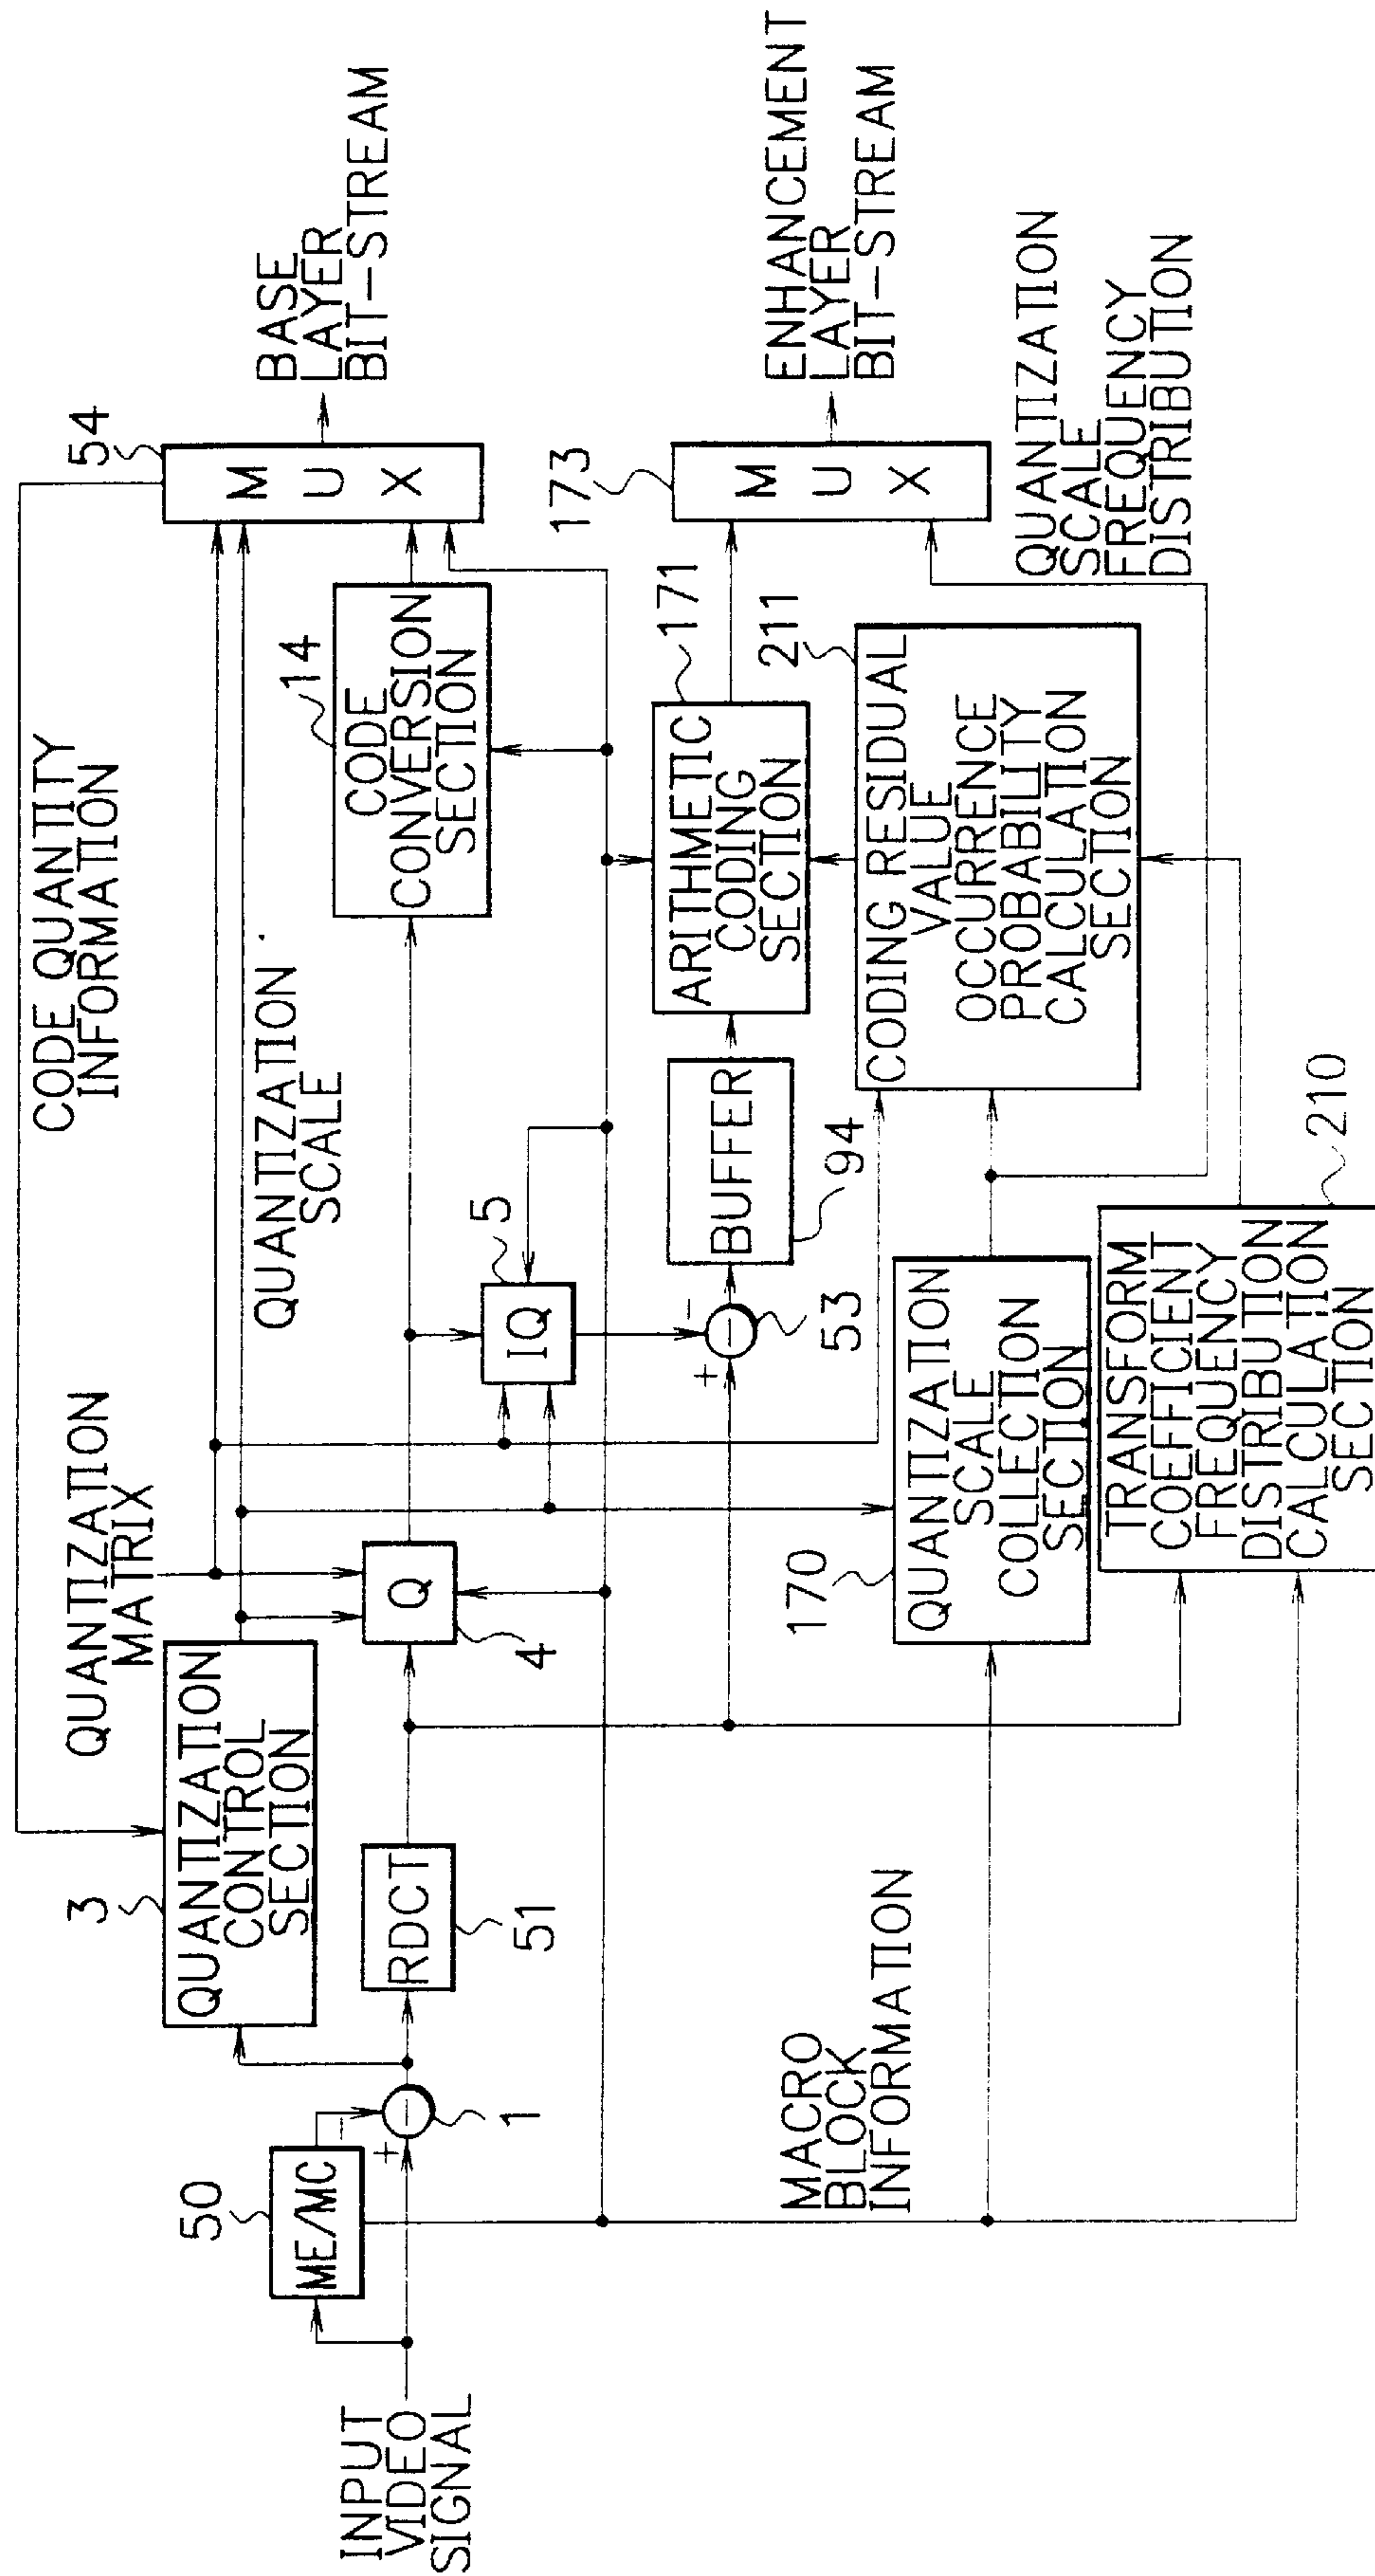 INPUT
VIDEO
SIGNAL
50
ME/MC
+
−
1
3
QUANTIZATION
CONTROL
SECTION
RDCT
51
QUANTIZATION
MATRIX
Q
4
QUANTIZATION
SCALE
CODE QUANTITY
INFORMATION
5
IQ
+
−
53
BUFFER
94
14
CODE
CONVERSION
SECTION
54
MUX
BASE
LAYER
BIT-STREAM
171
ARITHMETIC
CODING
SECTION
173
MUX
ENHANCEMENT
LAYER
BIT-STREAM
211
CODING RESIDUAL
VALUE
OCCURRENCE
PROBABILITY
CALCULATION
SECTION
QUANTIZATION
SCALE
FREQUENCY
DISTRIBUTION
MACRO
BLOCK
INFORMATION
170
QUANTIZATION
SCALE
COLLECTION
SECTION
210
TRANSFORM
COEFFICIENT
FREQUENCY
DISTRIBUTION
CALCULATION
SECTION